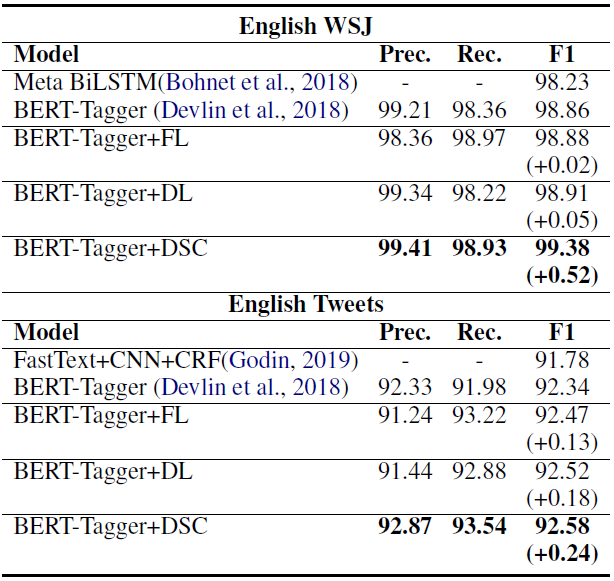 English WSJ
Model Prec. Rec. F1
Meta BiLSTM(Bohnet et al., 2018) - - 98.23
BERT-Tagger (Devlin et al., 2018) 99.21 98.36 98.86
BERT-Tagger+FL 98.36 98.97 98.88
(+0.02)
BERT-Tagger+DL 99.34 98.22 98.91
(+0.05)
BERT-Tagger+DSC 99.41 98.93 99.38
(+0.52)
English Tweets
Model Prec. Rec. F1
FastText+CNN+CRF(Godin, 2019) - - 91.78
BERT-Tagger (Devlin et al., 2018) 92.33 91.98 92.34
BERT-Tagger+FL 91.24 93.22 92.47
(+0.13)
BERT-Tagger+DL 91.44 92.88 92.52
(+0.18)
BERT-Tagger+DSC 92.87 93.54 92.58
(+0.24)